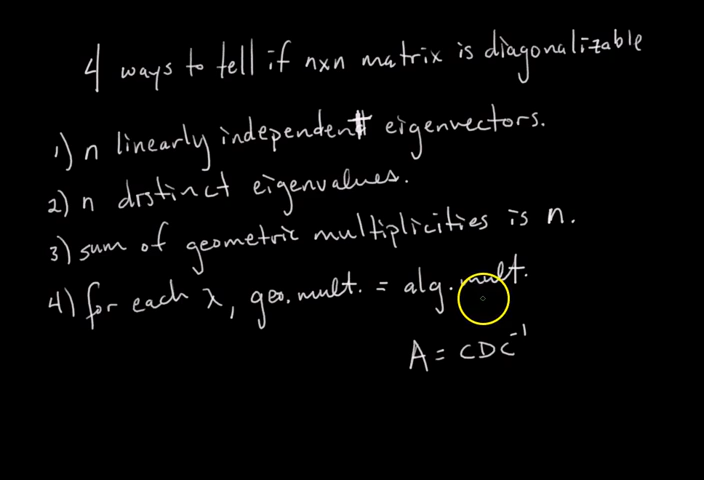 4 ways to tell if nxn matrix is diagonalizable
1) n linearly independent eigenvectors.
2) n distinct eigenvalues.
3) sum of geometric multiplicities is n.
4) for each λ, geo. mult. = alg. mult.
A = CDC⁻¹